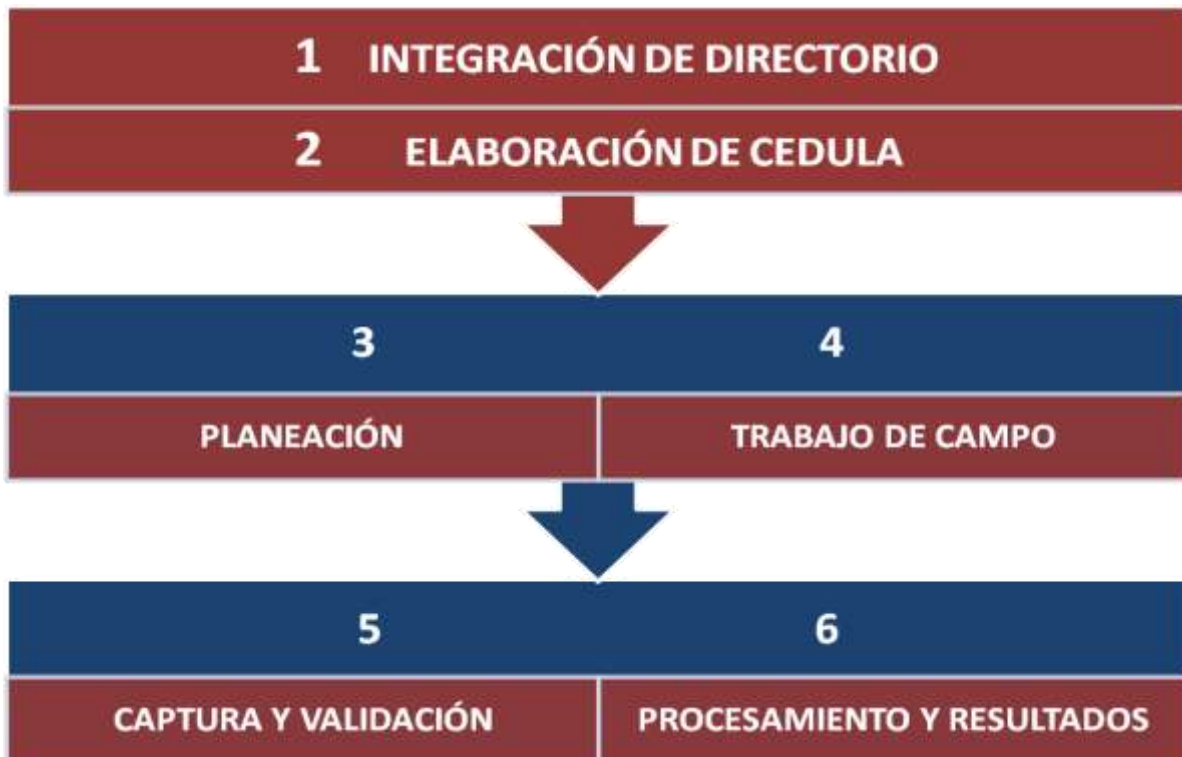 1 INTEGRACIÓN DE DIRECTORIO
2 ELABORACIÓN DE CEDULA
3 4
PLANEACIÓN TRABAJO DE CAMPO
5 6
CAPTURA Y VALIDACIÓN PROCESAMIENTO Y RESULTADOS